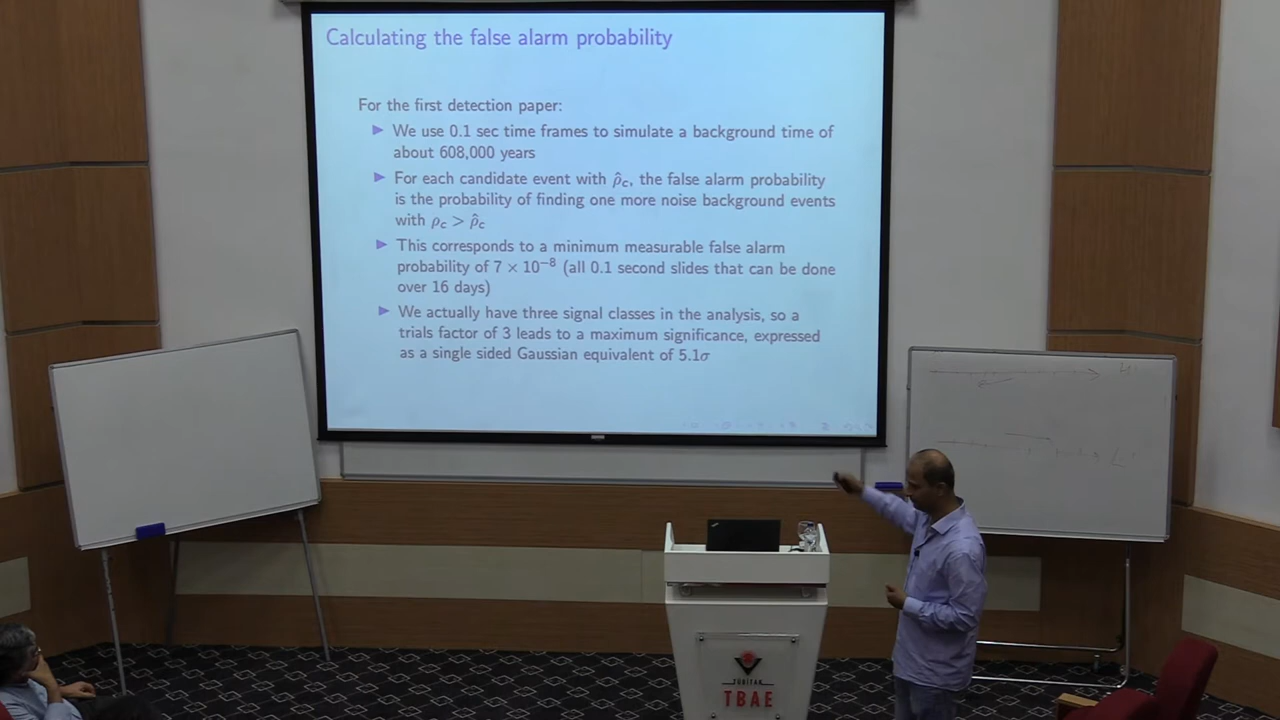 Calculating the false alarm probability
For the first detection paper:
We use 0.1 sec time frames to simulate a background time of
about 608,000 years
For each candidate event with ρ̂c, the false alarm probability
is the probability of finding one more noise background events
with ρc > ρ̂c
This corresponds to a minimum measurable false alarm
probability of 7 × 10⁻⁸ (all 0.1 second slides that can be done
over 16 days)
We actually have three signal classes in the analysis, so a
trials factor of 3 leads to a maximum significance, expressed
as a single sided Gaussian equivalent of 5.1σ
TÜBİTAK
TBAE